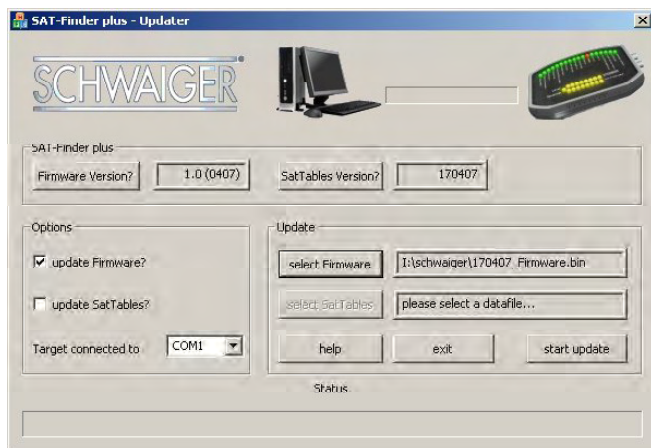 SAT-Finder plus - Updater
SCHWAIGER
SAT-Finder plus
Firmware Version?
1.0 (0407)
SatTables Version?
170407
Options
update Firmware?
update SatTables?
Target connected to
COM1
Update
select Firmware
I:\schwaiger\170407 Firmware.bin
select SatTables
please select a datafile...
help
exit
start update
Status